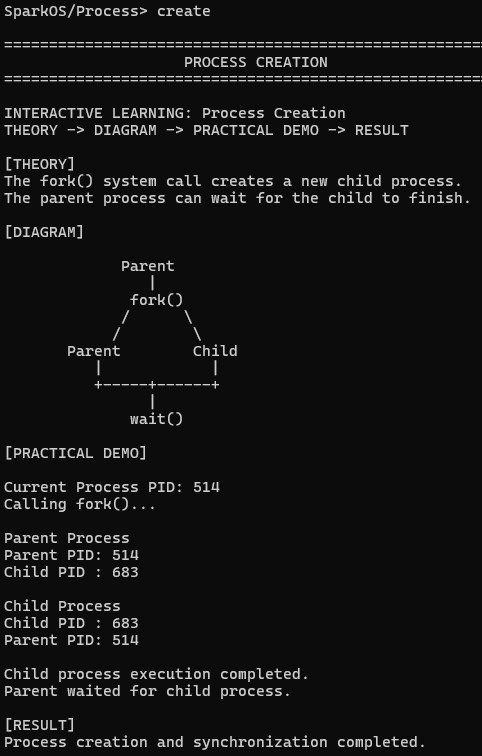 SparkOS/Process> create
=====================================================
PROCESS CREATION
=====================================================
INTERACTIVE LEARNING: Process Creation
THEORY -> DIAGRAM -> PRACTICAL DEMO -> RESULT
[THEORY]
The fork() system call creates a new child process.
The parent process can wait for the child to finish.
[DIAGRAM]
Parent
|
fork()
/ \
/ \
Parent Child
| |
+-----+------+
|
wait()
[PRACTICAL DEMO]
Current Process PID: 514
Calling fork()...
Parent Process
Parent PID: 514
Child PID : 683
Child Process
Child PID : 683
Parent PID: 514
Child process execution completed.
Parent waited for child process.
[RESULT]
Process creation and synchronization completed.